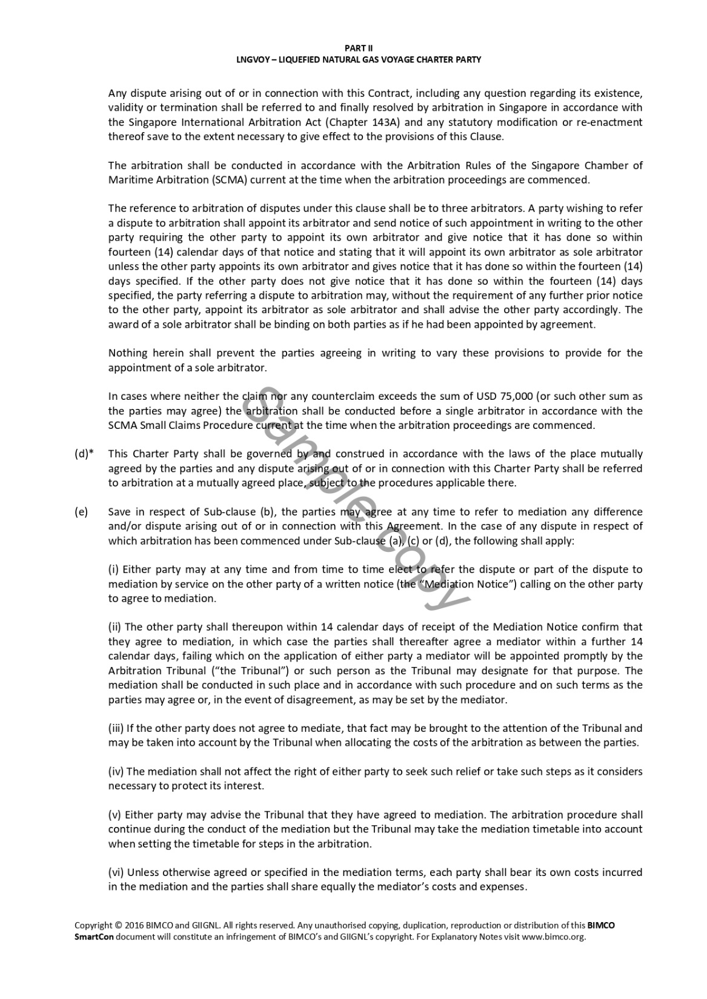 PART II
LNGVOY – LIQUEFIED NATURAL GAS VOYAGE CHARTER PARTY
Any dispute arising out of or in connection with this Contract, including any question regarding its existence,
validity or termination shall be referred to and finally resolved by arbitration in Singapore in accordance with
the Singapore International Arbitration Act (Chapter 143A) and any statutory modification or re-enactment
thereof save to the extent necessary to give effect to the provisions of this Clause.
The arbitration shall be conducted in accordance with the Arbitration Rules of the Singapore Chamber of
Maritime Arbitration (SCMA) current at the time when the arbitration proceedings are commenced.
The reference to arbitration of disputes under this clause shall be to three arbitrators. A party wishing to refer
a dispute to arbitration shall appoint its arbitrator and send notice of such appointment in writing to the other
party requiring the other party to appoint its own arbitrator and give notice that it has done so within
fourteen (14) calendar days of that notice and stating that it will appoint its own arbitrator as sole arbitrator
unless the other party appoints its own arbitrator and gives notice that it has done so within the fourteen (14)
days specified. If the other party does not give notice that it has done so within the fourteen (14) days
specified, the party referring a dispute to arbitration may, without the requirement of any further prior notice
to the other party, appoint its arbitrator as sole arbitrator and shall advise the other party accordingly. The
award of a sole arbitrator shall be binding on both parties as if he had been appointed by agreement.
Nothing herein shall prevent the parties agreeing in writing to vary these provisions to provide for the
appointment of a sole arbitrator.
In cases where neither the claim nor any counterclaim exceeds the sum of USD 75,000 (or such other sum as
the parties may agree) the arbitration shall be conducted before a single arbitrator in accordance with the
SCMA Small Claims Procedure current at the time when the arbitration proceedings are commenced.
(d)* This Charter Party shall be governed by and construed in accordance with the laws of the place mutually
agreed by the parties and any dispute arising out of or in connection with this Charter Party shall be referred
to arbitration at a mutually agreed place, subject to the procedures applicable there.
(e) Save in respect of Sub-clause (b), the parties may agree at any time to refer to mediation any difference
and/or dispute arising out of or in connection with this Agreement. In the case of any dispute in respect of
which arbitration has been commenced under Sub-clause (a), (c) or (d), the following shall apply:
(i) Either party may at any time and from time to time elect to refer the dispute or part of the dispute to
mediation by service on the other party of a written notice (the “Mediation Notice”) calling on the other party
to agree to mediation.
(ii) The other party shall thereupon within 14 calendar days of receipt of the Mediation Notice confirm that
they agree to mediation, in which case the parties shall thereafter agree a mediator within a further 14
calendar days, failing which on the application of either party a mediator will be appointed promptly by the
Arbitration Tribunal (“the Tribunal”) or such person as the Tribunal may designate for that purpose. The
mediation shall be conducted in such place and in accordance with such procedure and on such terms as the
parties may agree or, in the event of disagreement, as may be set by the mediator.
(iii) If the other party does not agree to mediate, that fact may be brought to the attention of the Tribunal and
may be taken into account by the Tribunal when allocating the costs of the arbitration as between the parties.
(iv) The mediation shall not affect the right of either party to seek such relief or take such steps as it considers
necessary to protect its interest.
(v) Either party may advise the Tribunal that they have agreed to mediation. The arbitration procedure shall
continue during the conduct of the mediation but the Tribunal may take the mediation timetable into account
when setting the timetable for steps in the arbitration.
(vi) Unless otherwise agreed or specified in the mediation terms, each party shall bear its own costs incurred
in the mediation and the parties shall share equally the mediator’s costs and expenses.
Sample copy
Copyright © 2016 BIMCO and GIIGNL. All rights reserved. Any unauthorised copying, duplication, reproduction or distribution of this BIMCO
SmartCon document will constitute an infringement of BIMCO’s and GIIGNL’s copyright. For Explanatory Notes visit www.bimco.org.